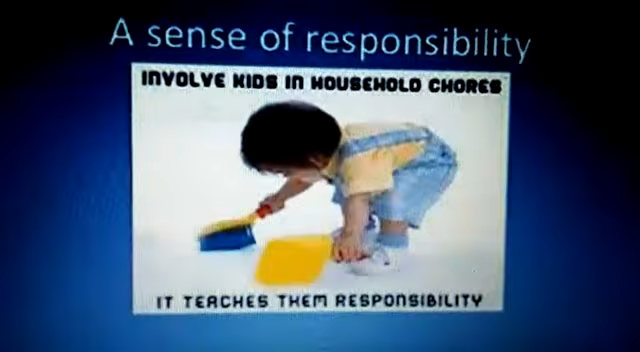 A sense of responsibility
INVOLVE KIDS IN HOUSEHOLD CHORES
IT TEACHES THEM RESPONSIBILITY